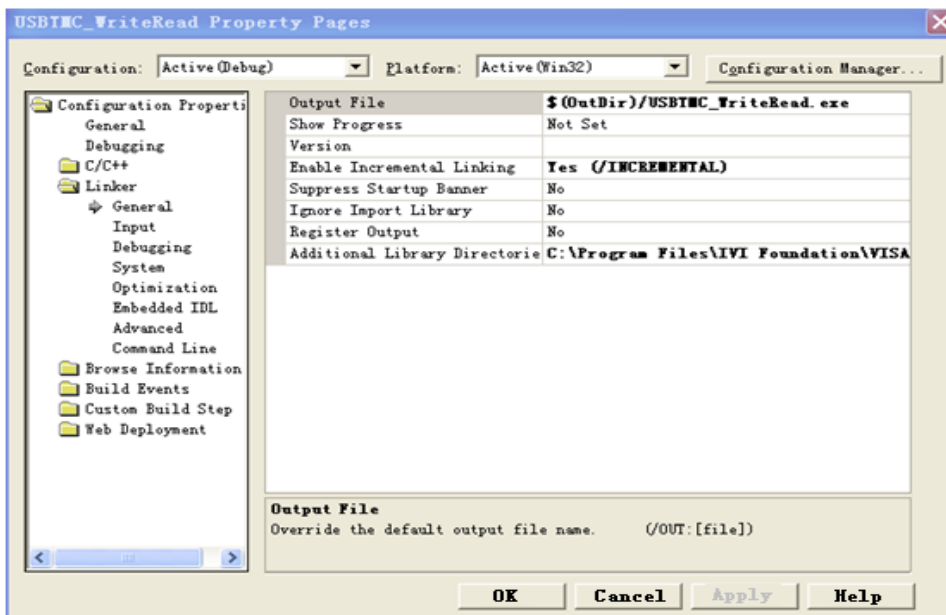 USBTMC_WriteRead Property Pages
Configuration: Active(Debug) Platform: Active(Win32) Configuration Manager...
Configuration Properti
General
Debugging
C/C++
Linker
General
Input
Debugging
System
Optimization
Embedded IDL
Advanced
Command Line
Browse Information
Build Events
Custom Build Step
Web Deployment
Output File $(OutDir)/USBTMC_WriteRead.exe
Show Progress Not Set
Version
Enable Incremental Linking Yes (/INCREMENTAL)
Suppress Startup Banner No
Ignore Import Library No
Register Output No
Additional Library Directorie C:\Program Files\IVI Foundation\VISA
Output File
Override the default output file name. (/OUT:[file])
OK Cancel Apply Help